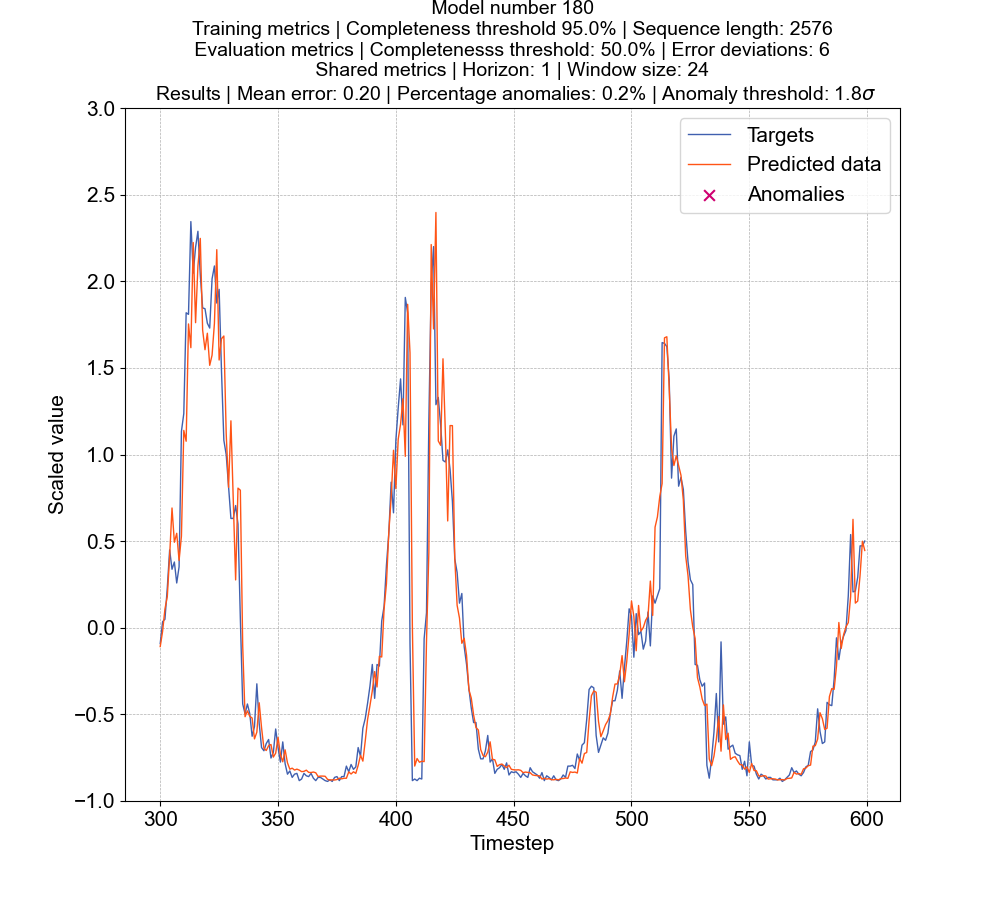 Model number 180
Training metrics | Completeness threshold 95.0% | Sequence length: 2576
Evaluation metrics | Completenesss threshold: 50.0% | Error deviations: 6
Shared metrics | Horizon: 1 | Window size: 24
Results | Mean error: 0.20 | Percentage anomalies: 0.2% | Anomaly threshold: 1.8σ
Targets
Predicted data
Anomalies
Scaled value
3.0
2.5
2.0
1.5
1.0
0.5
0.0
−0.5
−1.0
300 350 400 450 500 550 600
Timestep